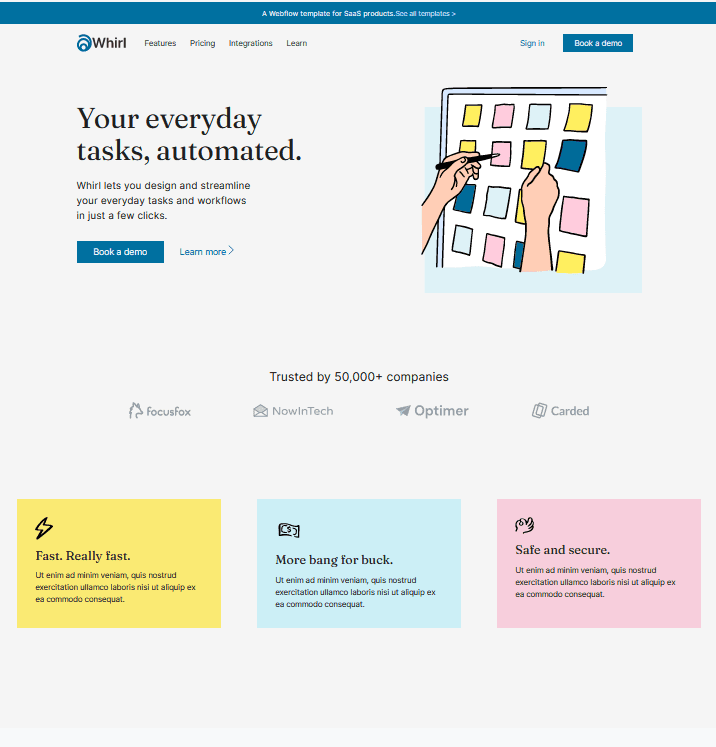 A Webflow template for SaaS products.See all templates >
Whirl Features Pricing Integrations Learn Sign in Book a demo
Your everyday
tasks, automated.
Whirl lets you design and streamline
your everyday tasks and workflows
in just a few clicks.
Book a demo Learn more
Trusted by 50,000+ companies
focusfox NowInTech Optimer Carded
Fast. Really fast.
Ut enim ad minim veniam, quis nostrud
exercitation ullamco laboris nisi ut aliquip ex
ea commodo consequat.
More bang for buck.
Ut enim ad minim veniam, quis nostrud
exercitation ullamco laboris nisi ut aliquip ex
ea commodo consequat.
Safe and secure.
Ut enim ad minim veniam, quis nostrud
exercitation ullamco laboris nisi ut aliquip ex
ea commodo consequat.